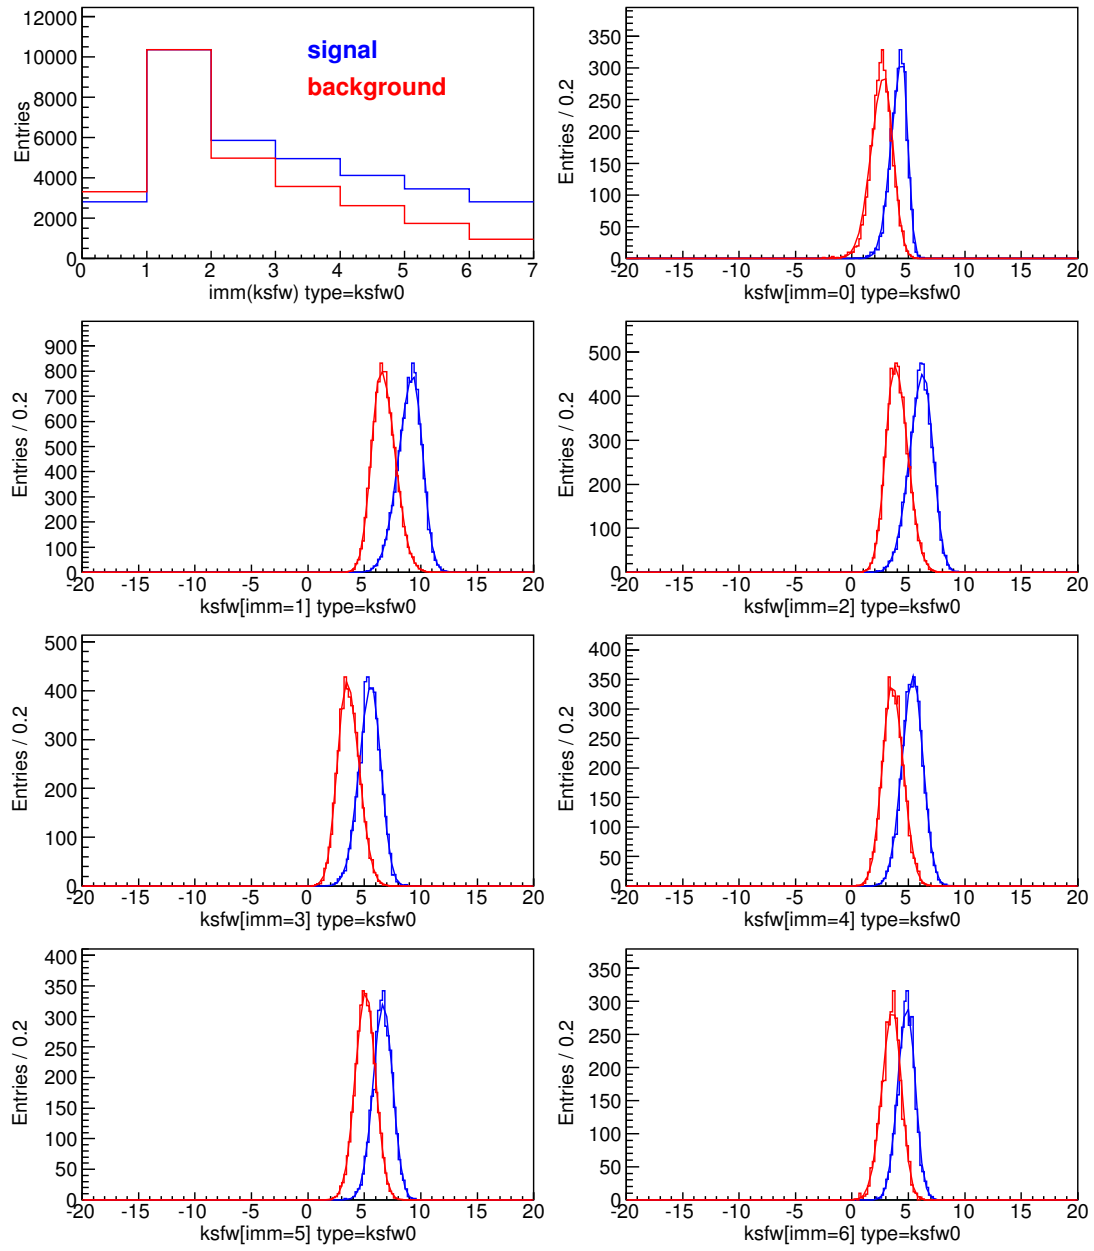 12000
10000
8000
6000
4000
2000
0
Entries
signal
background
0 1 2 3 4 5 6 7
imm(ksfw) type=ksfw0
350
300
250
200
150
100
50
0
Entries / 0.2
-20 -15 -10 -5 0 5 10 15 20
ksfw[imm=0] type=ksfw0
900
800
700
600
500
400
300
200
100
0
Entries / 0.2
-20 -15 -10 -5 0 5 10 15 20
ksfw[imm=1] type=ksfw0
500
400
300
200
100
0
Entries / 0.2
-20 -15 -10 -5 0 5 10 15 20
ksfw[imm=2] type=ksfw0
500
400
300
200
100
0
Entries / 0.2
-20 -15 -10 -5 0 5 10 15 20
ksfw[imm=3] type=ksfw0
400
350
300
250
200
150
100
50
0
Entries / 0.2
-20 -15 -10 -5 0 5 10 15 20
ksfw[imm=4] type=ksfw0
400
350
300
250
200
150
100
50
0
Entries / 0.2
-20 -15 -10 -5 0 5 10 15 20
ksfw[imm=5] type=ksfw0
350
300
250
200
150
100
50
0
Entries / 0.2
-20 -15 -10 -5 0 5 10 15 20
ksfw[imm=6] type=ksfw0